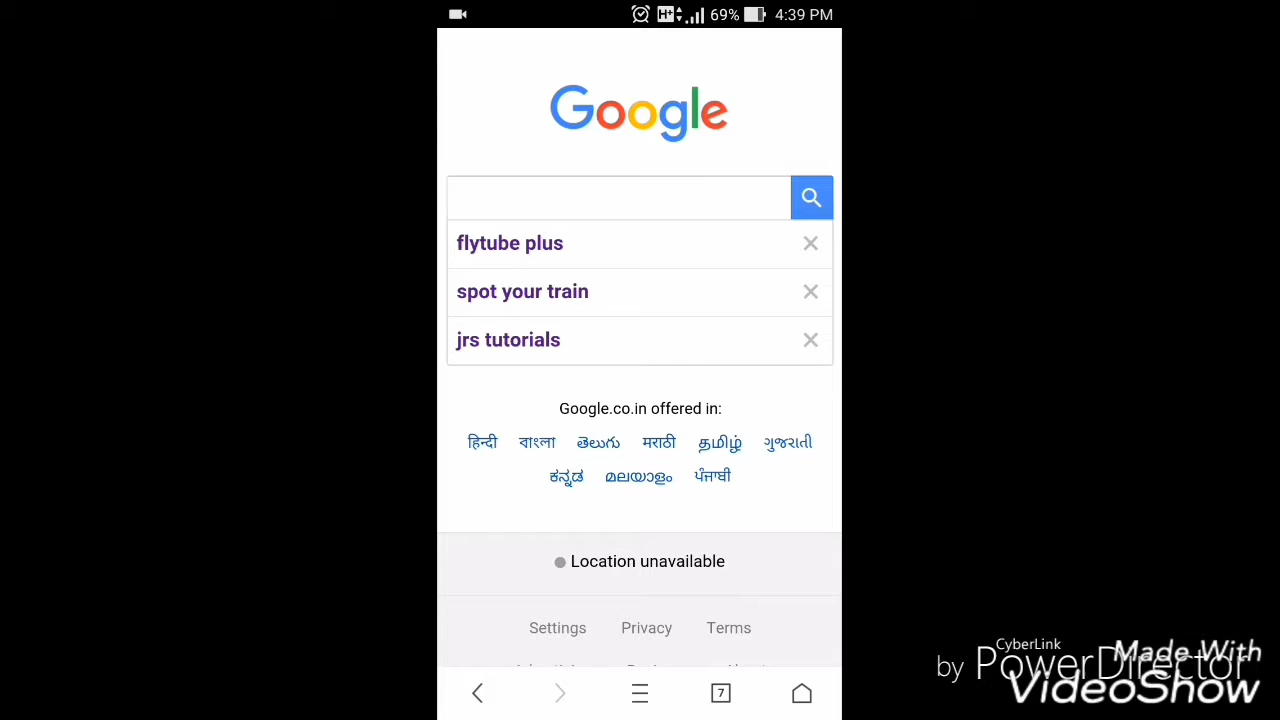 69% 4:39 PM
Google
flytube plus
spot your train
jrs tutorials
Google.co.in offered in:
हिन्दी বাংলা తెలుగు मराठी தமிழ் ગુજરાતી
ಕನ್ನಡ മലയാളം ਪੰਜਾਬੀ
Location unavailable
Settings Privacy Terms
7
CyberLink
by PowerDirector
Made With
VideoShow